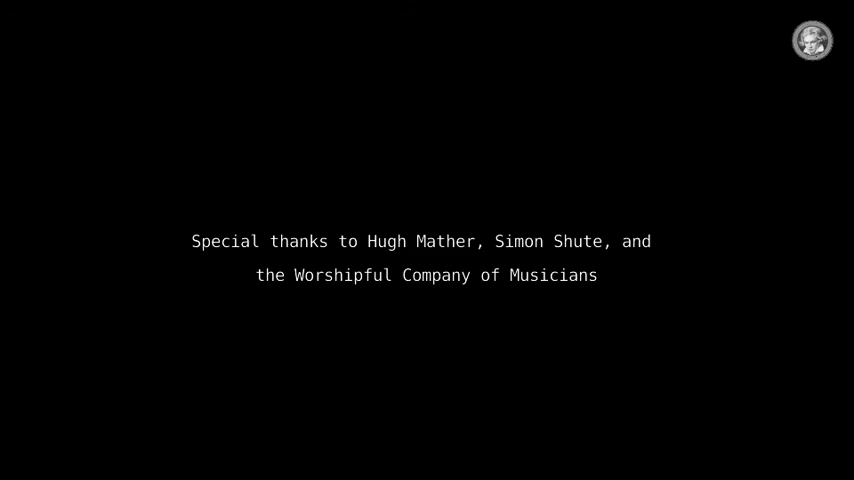 Special thanks to Hugh Mather, Simon Shute, and
the Worshipful Company of Musicians